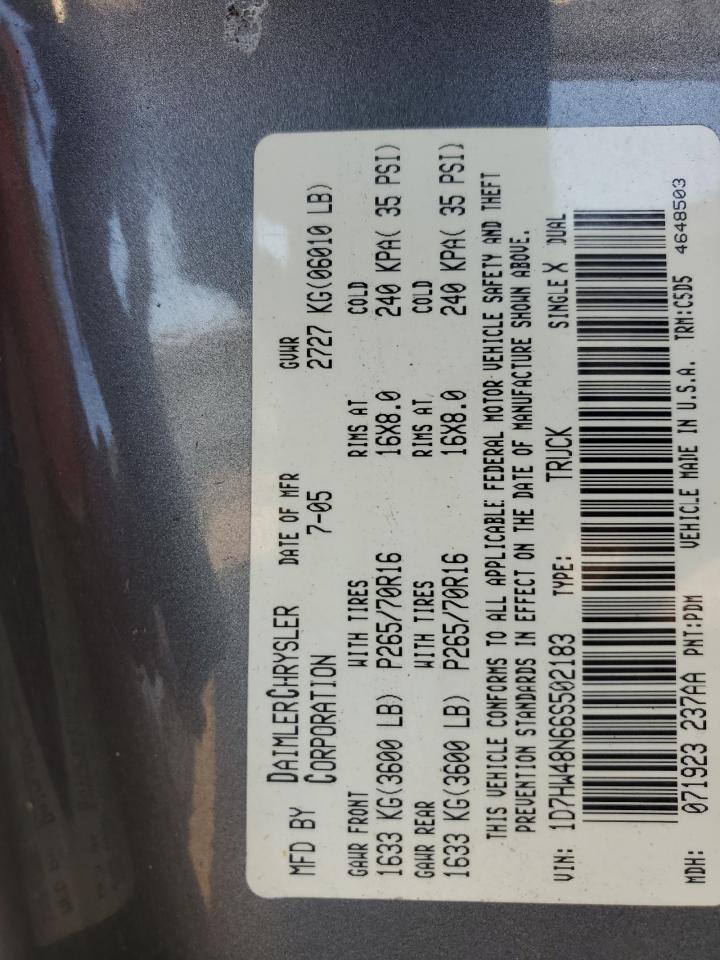 MFD BY DAIMLERCHRYSLER CORPORATION
DATE OF MFR 7-05
GVWR 2727 KG(06010 LB)
GAWR FRONT WITH TIRES RIMS AT COLD
1633 KG(3600 LB) P265/70R16 16X8.0 240 KPA( 35 PSI)
GAWR REAR WITH TIRES RIMS AT COLD
1633 KG(3600 LB) P265/70R16 16X8.0 240 KPA( 35 PSI)
THIS VEHICLE CONFORMS TO ALL APPLICABLE FEDERAL MOTOR VEHICLE SAFETY AND THEFT
PREVENTION STANDARDS IN EFFECT ON THE DATE OF MANUFACTURE SHOWN ABOVE.
VIN: 1D7HW48N66S502183 TYPE: TRUCK SINGLE X DUAL
MDH: 071923 237AA PNT:PDM VEHICLE MADE IN U.S.A. TRM:C5D5 4648503